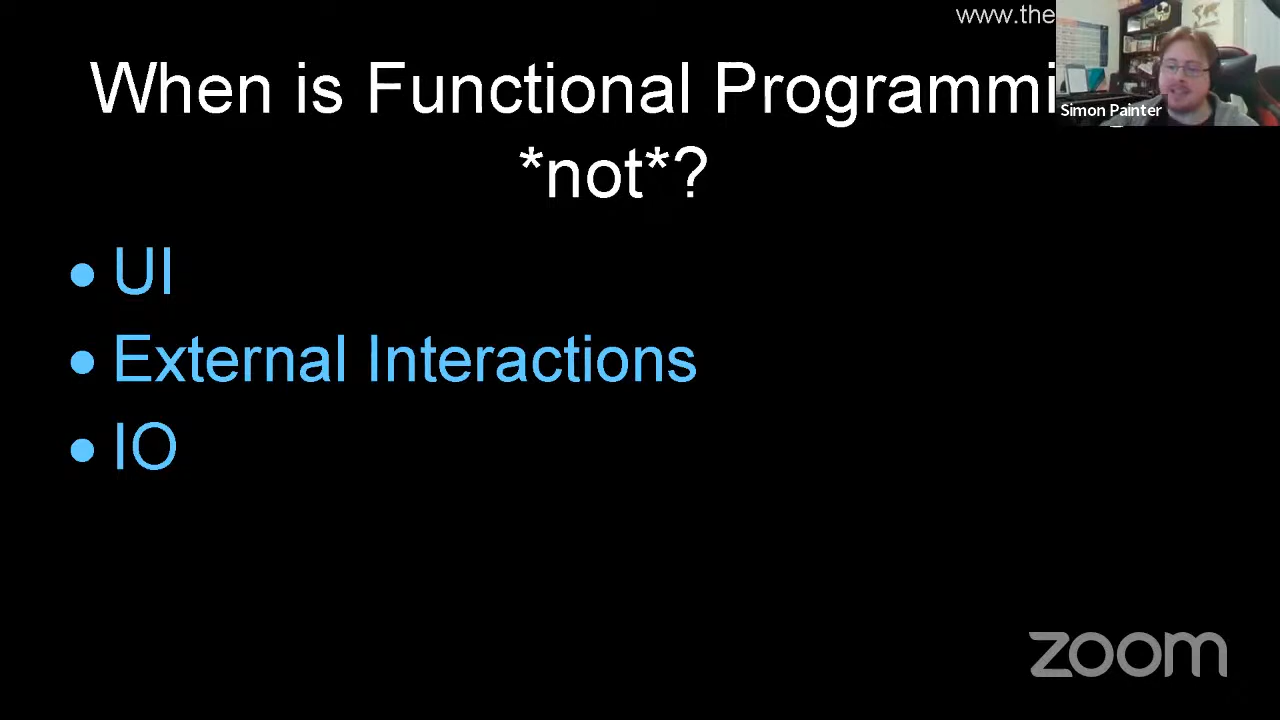 www.the
When is Functional Programmi
*not*?
Simon Painter
• UI
• External Interactions
• IO
zoom